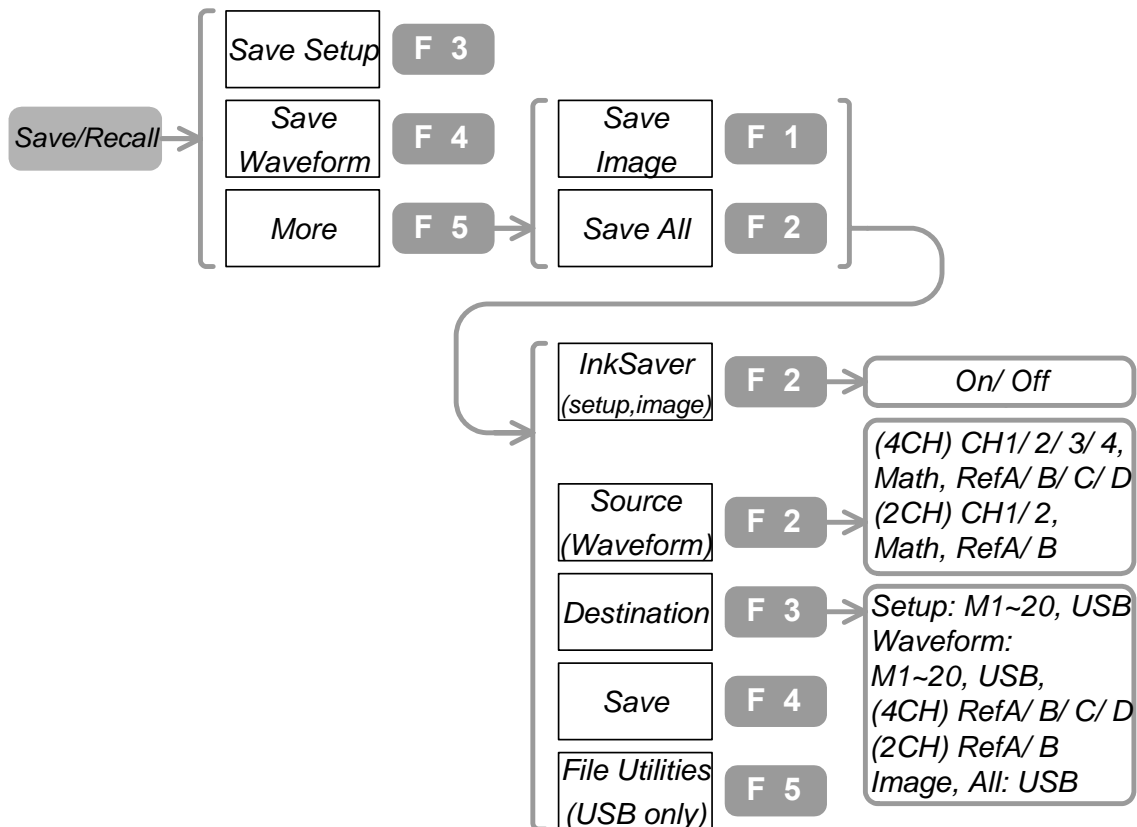 Save Setup F 3
Save/Recall
Save
Waveform
F 4
More F 5
Save
Image
F 1
Save All F 2
InkSaver
(setup,image)
F 2
On/ Off
Source
(Waveform)
F 2
(4CH) CH1/ 2/ 3/ 4,
Math, RefA/ B/ C/ D
(2CH) CH1/ 2,
Math, RefA/ B
Destination F 3
Setup: M1~20, USB
Waveform:
M1~20, USB,
(4CH) RefA/ B/ C/ D
(2CH) RefA/ B
Image, All: USB
Save F 4
File Utilities
(USB only)
F 5